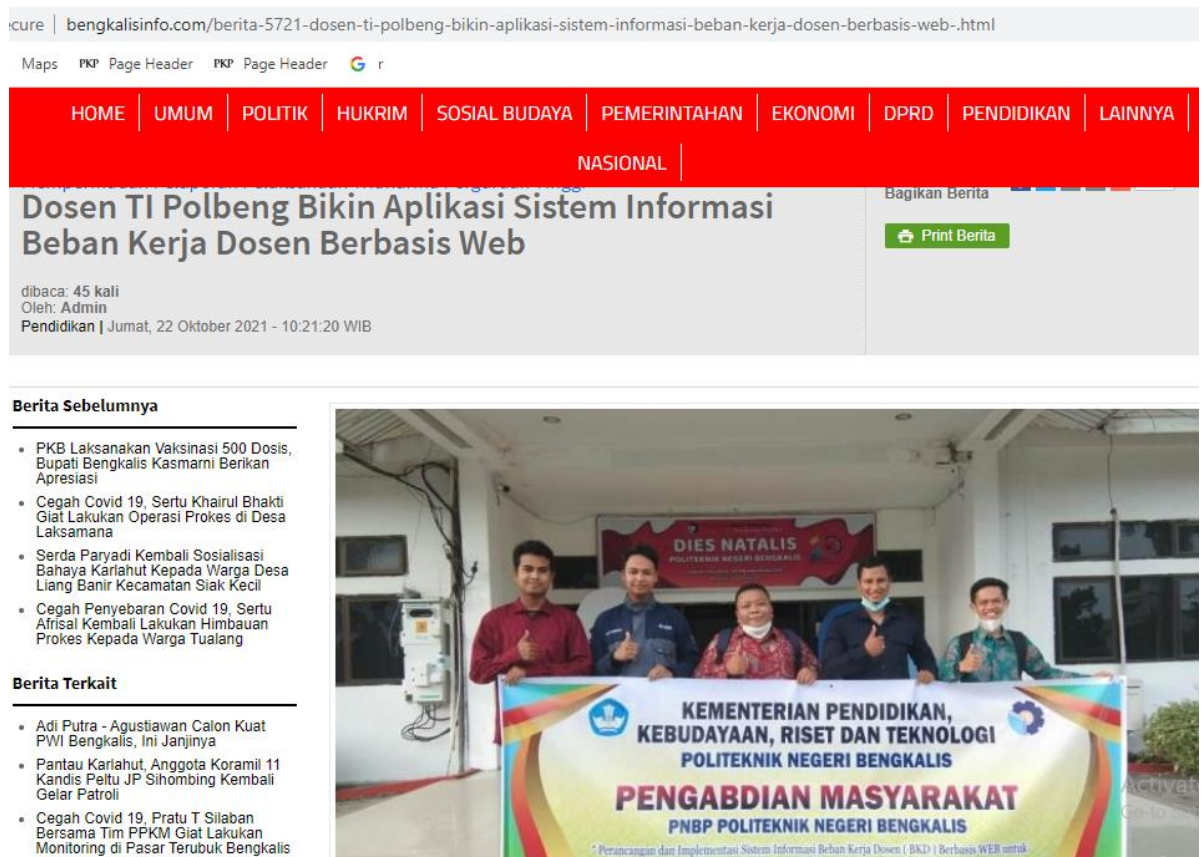 cure | bengkalisinfo.com/berita-5721-dosen-ti-polbeng-bikin-aplikasi-sistem-informasi-beban-kerja-dosen-berbasis-web-.html
Maps PKP Page Header PKP Page Header G r
HOME UMUM POLITIK HUKRIM SOSIAL BUDAYA PEMERINTAHAN EKONOMI DPRD PENDIDIKAN LAINNYA
NASIONAL
Dosen TI Polbeng Bikin Aplikasi Sistem Informasi
Beban Kerja Dosen Berbasis Web
dibaca: 45 kali
Oleh: Admin
Pendidikan | Jumat, 22 Oktober 2021 - 10:21:20 WIB
Bagikan Berita
Print Berita
Berita Sebelumnya
PKB Laksanakan Vaksinasi 500 Dosis,
Bupati Bengkalis Kasmarni Berikan
Apresiasi
Cegah Covid 19, Sertu Khairul Bhakti
Giat Lakukan Operasi Prokes di Desa
Laksamana
Serda Paryadi Kembali Sosialisasi
Bahaya Karlahut Kepada Warga Desa
Liang Banir Kecamatan Siak Kecil
Cegah Penyebaran Covid 19, Sertu
Afrisal Kembali Lakukan Himbauan
Prokes Kepada Warga Tualang
Berita Terkait
Adi Putra - Agustiawan Calon Kuat
PWI Bengkalis, Ini Janjinya
Pantau Karlahut, Anggota Koramil 11
Kandis Peltu JP Sihombing Kembali
Gelar Patroli
Cegah Covid 19, Pratu T Silaban
Bersama Tim PPKM Giat Lakukan
Monitoring di Pasar Terubuk Bengkalis
DIES NATALIS
POLITEKNIK NEGERI BENGKALIS
KEMENTERIAN PENDIDIKAN,
KEBUDAYAAN, RISET DAN TEKNOLOGI
POLITEKNIK NEGERI BENGKALIS
PENGABDIAN MASYARAKAT
PNBP POLITEKNIK NEGERI BENGKALIS
" Perancangan dan Implementasi Sistem Informasi Beban Kerja Dosen ( BKD ) Berbasis WEB untuk
Activate
Go to